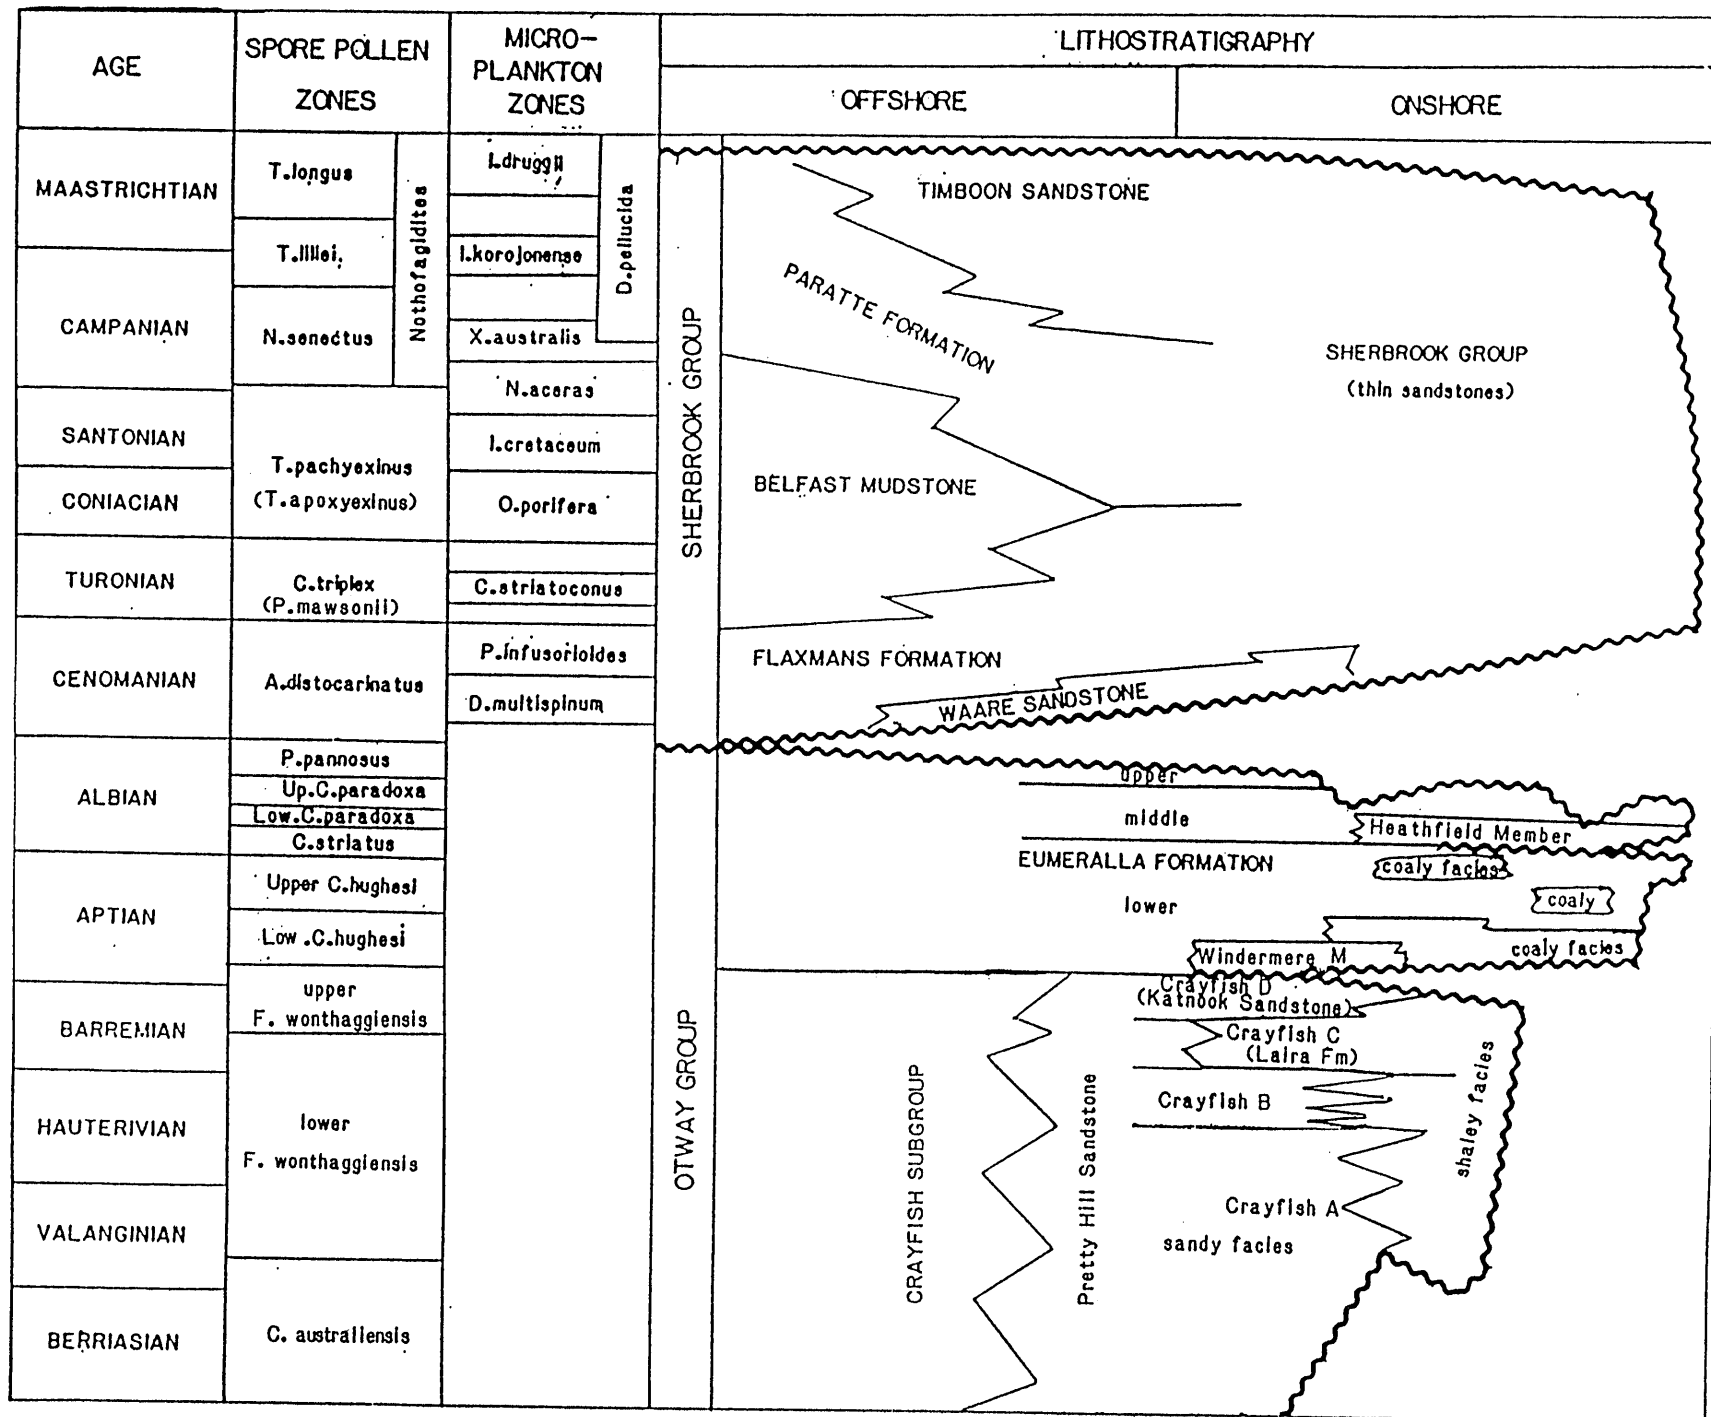 AGE
SPORE POLLEN
ZONES
MICRO-
PLANKTON
ZONES
LITHOSTRATIGRAPHY
OFFSHORE
ONSHORE
MAASTRICHTIAN
CAMPANIAN
SANTONIAN
CONIACIAN
TURONIAN
CENOMANIAN
ALBIAN
APTIAN
BARREMIAN
HAUTERIVIAN
VALANGINIAN
BERRIASIAN
T.longus
T.lillei
N.senectus
Nothofagidites
T.pachyexinus
(T.apoxyexinus)
C.triplex
(P.mawsonii)
A.distocarinatus
P.pannosus
Up.C.paradoxa
Low.C.paradoxa
C.striatus
Upper C.hughesi
Low.C.hughesi
upper
F. wonthaggiensis
lower
F. wonthaggiensis
C. australiensis
I.druggii
I.korojonense
X.australis
D.pellucida
N.aceras
I.cretaceum
O.porifera
C.striatoconus
P.infusorioides
D.multispinum
SHERBROOK GROUP
OTWAY GROUP
TIMBOON SANDSTONE
PARATTE FORMATION
SHERBROOK GROUP
(thin sandstones)
BELFAST MUDSTONE
FLAXMANS FORMATION
WAARE SANDSTONE
upper
middle
Heathfield Member
EUMERALLA FORMATION
coaly facies
lower
coaly
Windermere M
coaly facies
Crayfish D
(Katnook Sandstone)
Crayfish C
(Laira Fm)
Crayfish B
Crayfish A
sandy facies
shaley facies
CRAYFISH SUBGROUP
Pretty Hill Sandstone